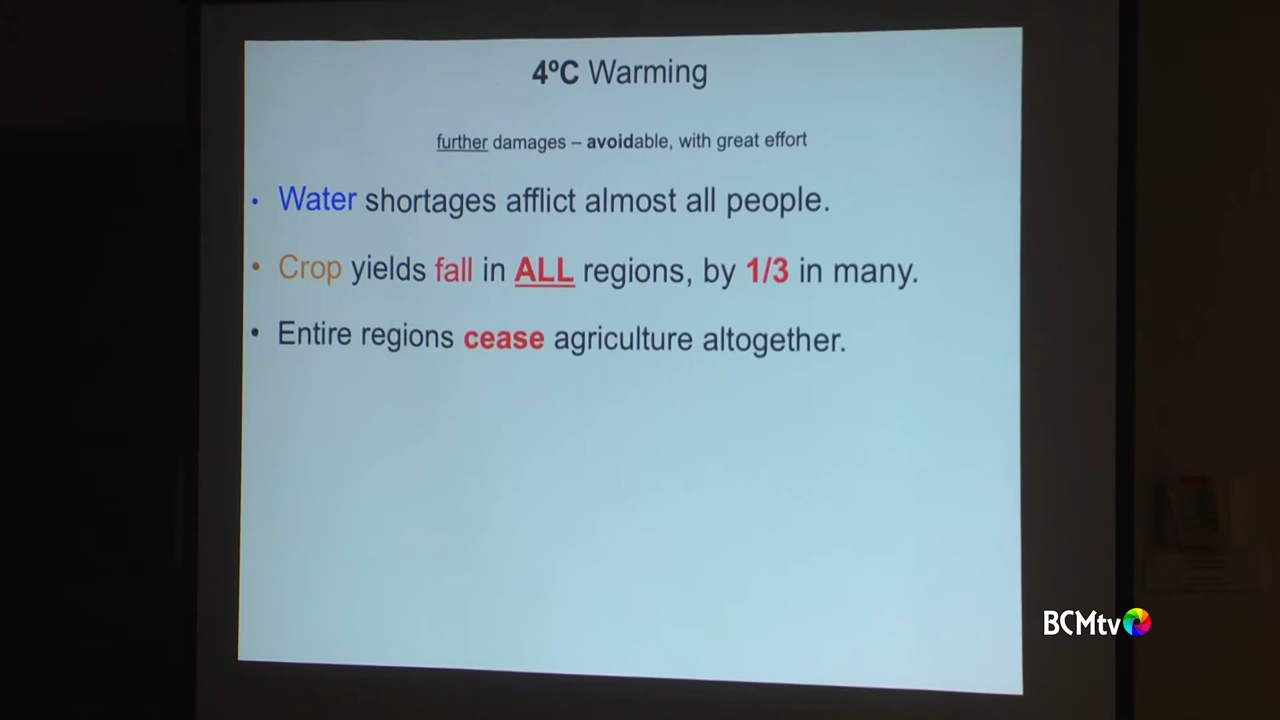 4ºC Warming
further damages – avoidable, with great effort
• Water shortages afflict almost all people.
• Crop yields fall in ALL regions, by 1/3 in many.
• Entire regions cease agriculture altogether.
BCMtv